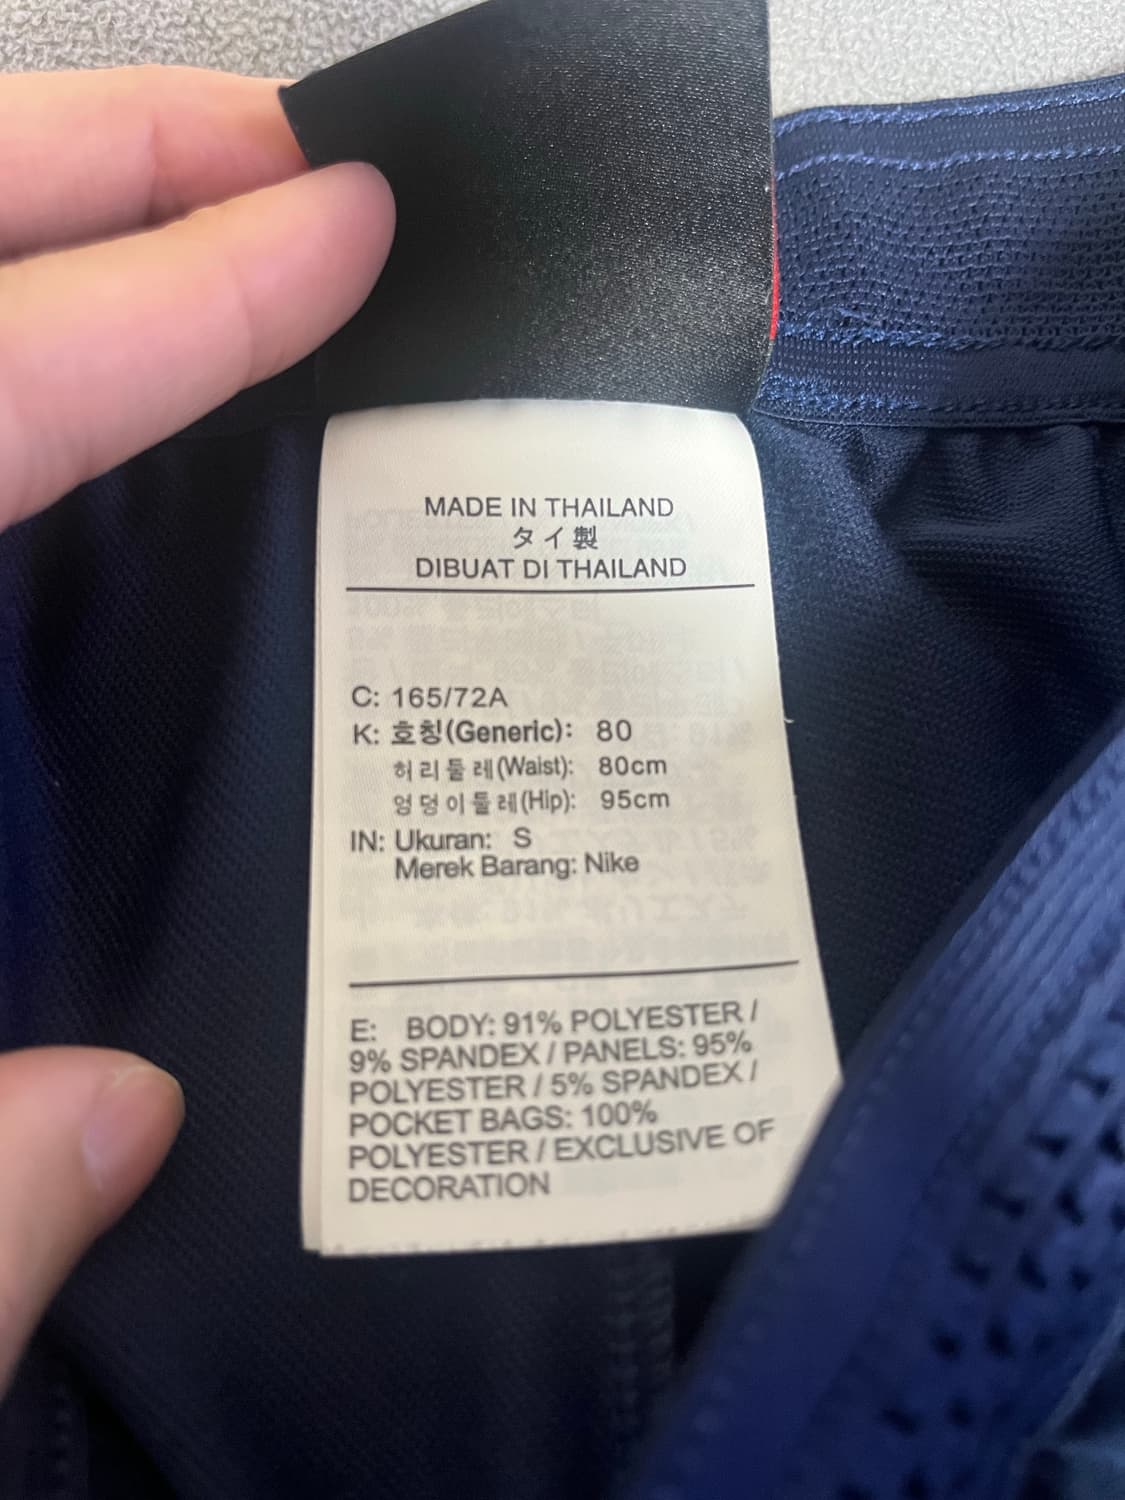 MADE IN THAILAND
タイ製
DIBUAT DI THAILAND
C: 165/72A
K: 호칭(Generic): 80
허리둘레(Waist): 80cm
엉덩이둘레(Hip): 95cm
IN: Ukuran: S
Merek Barang: Nike
E: BODY: 91% POLYESTER /
9% SPANDEX / PANELS: 95%
POLYESTER / 5% SPANDEX /
POCKET BAGS: 100%
POLYESTER / EXCLUSIVE OF
DECORATION